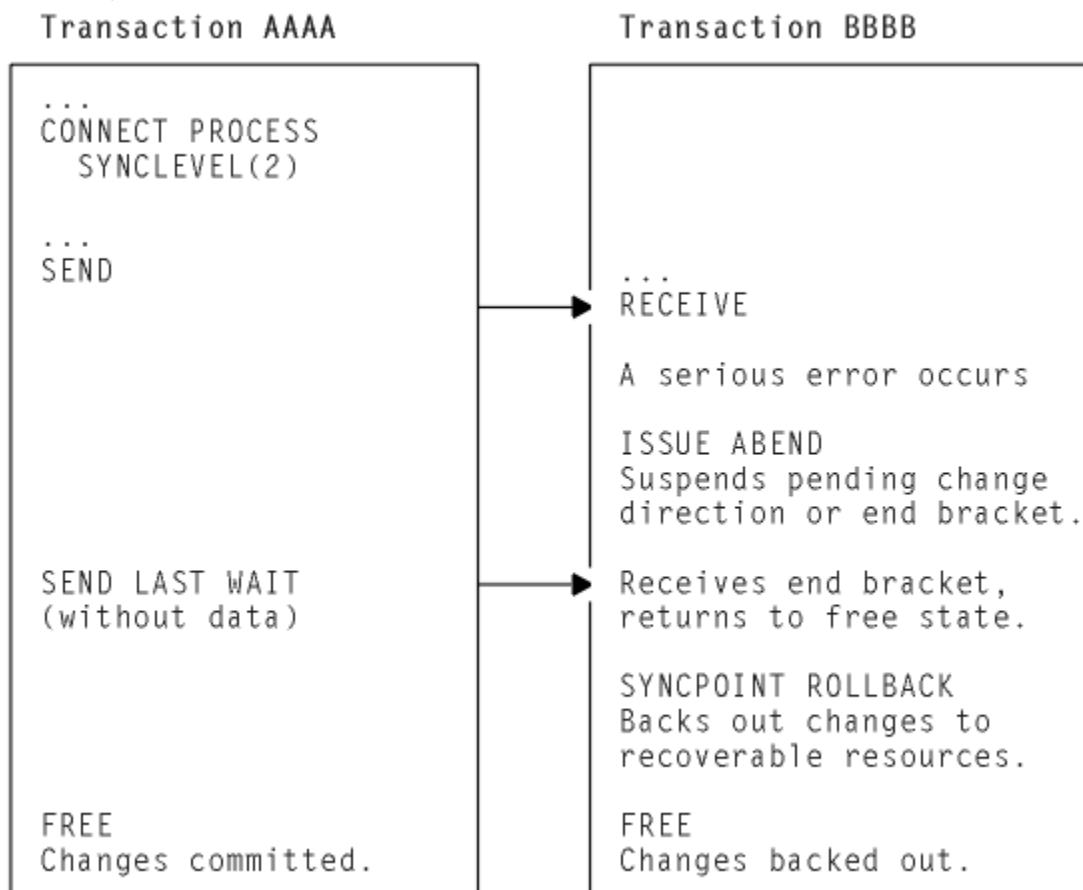 Transaction AAAA
...
CONNECT PROCESS
SYNCLEVEL(2)
...
SEND
SEND LAST WAIT
(without data)
FREE
Changes committed.
Transaction BBBB
...
RECEIVE
A serious error occurs
ISSUE ABEND
Suspends pending change
direction or end bracket.
Receives end bracket,
returns to free state.
SYNCPOINT ROLLBACK
Backs out changes to
recoverable resources.
FREE
Changes backed out.